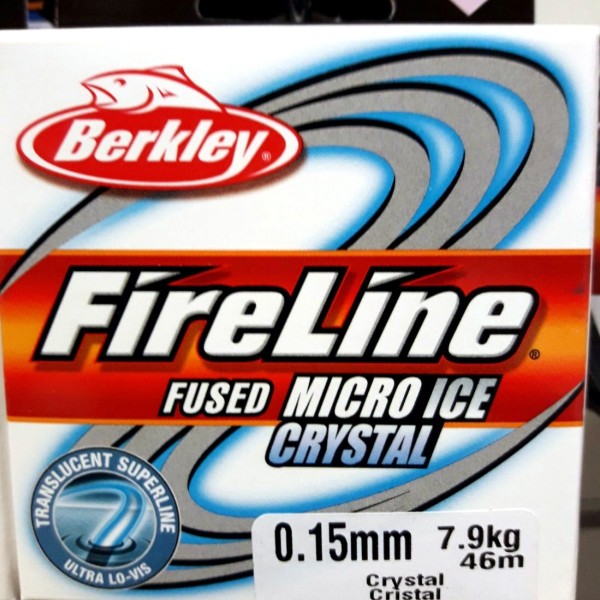 Berkley®
FireLine®
FUSED MICRO ICE
CRYSTAL
TRANSLUCENT SUPERLINE
ULTRA LO-VIS
0.15mm 7.9kg
46m
Crystal
Cristal